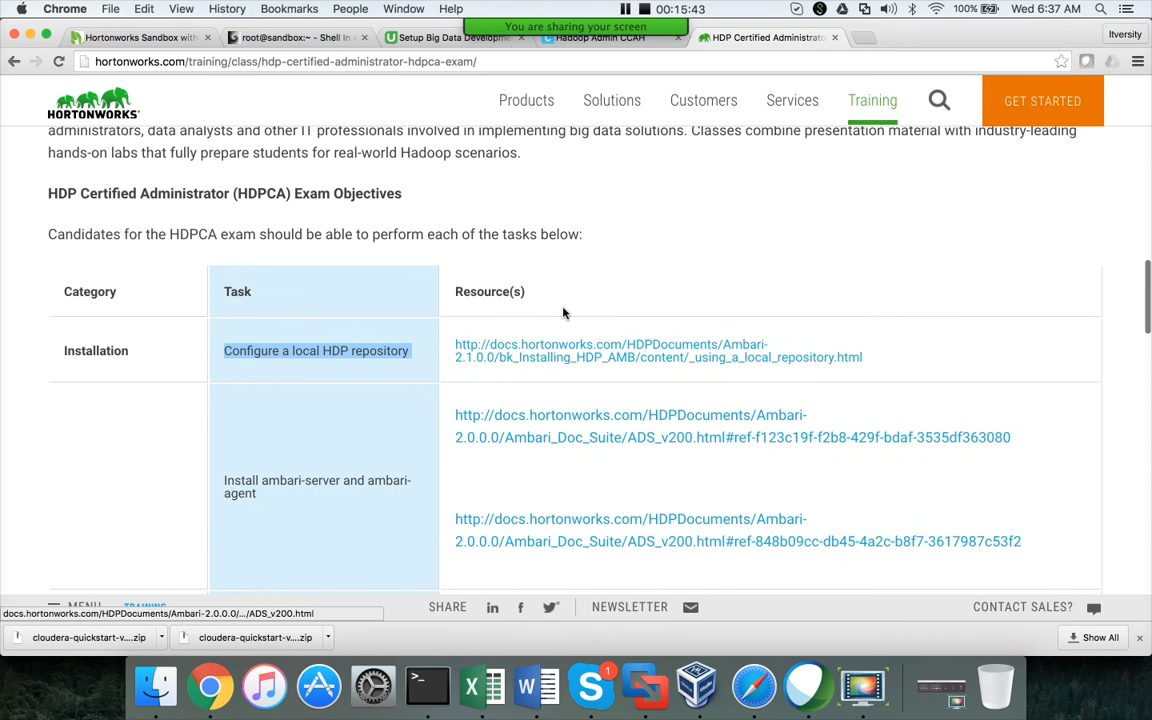 Chrome File Edit View History Bookmarks People Window Help 00:15:43 100% Wed 6:37 AM
You are sharing your screen
Hortonworks Sandbox with root@sandbox:~ - Shell In Setup Big Data Developmen Hadoop Admin CCAH HDP Certified Administrato Itversity
hortonworks.com/training/class/hdp-certified-administrator-hdpca-exam/
HORTONWORKS Products Solutions Customers Services Training GET STARTED
administrators, data analysts and other IT professionals involved in implementing big data solutions. Classes combine presentation material with industry-leading
hands-on labs that fully prepare students for real-world Hadoop scenarios.
HDP Certified Administrator (HDPCA) Exam Objectives
Candidates for the HDPCA exam should be able to perform each of the tasks below:
Category Task Resource(s)
Installation Configure a local HDP repository
http://docs.hortonworks.com/HDPDocuments/Ambari-
2.1.0.0/bk_Installing_HDP_AMB/content/_using_a_local_repository.html
Install ambari-server and ambari-
agent
http://docs.hortonworks.com/HDPDocuments/Ambari-
2.0.0.0/Ambari_Doc_Suite/ADS_v200.html#ref-f123c19f-f2b8-429f-bdaf-3535df363080
http://docs.hortonworks.com/HDPDocuments/Ambari-
2.0.0.0/Ambari_Doc_Suite/ADS_v200.html#ref-848b09cc-db45-4a2c-b8f7-3617987c53f2
MENU TRAINING SHARE NEWSLETTER CONTACT SALES?
docs.hortonworks.com/HDPDocuments/Ambari-2.0.0.0/.../ADS_v200.html
cloudera-quickstart-v....zip cloudera-quickstart-v....zip Show All
1